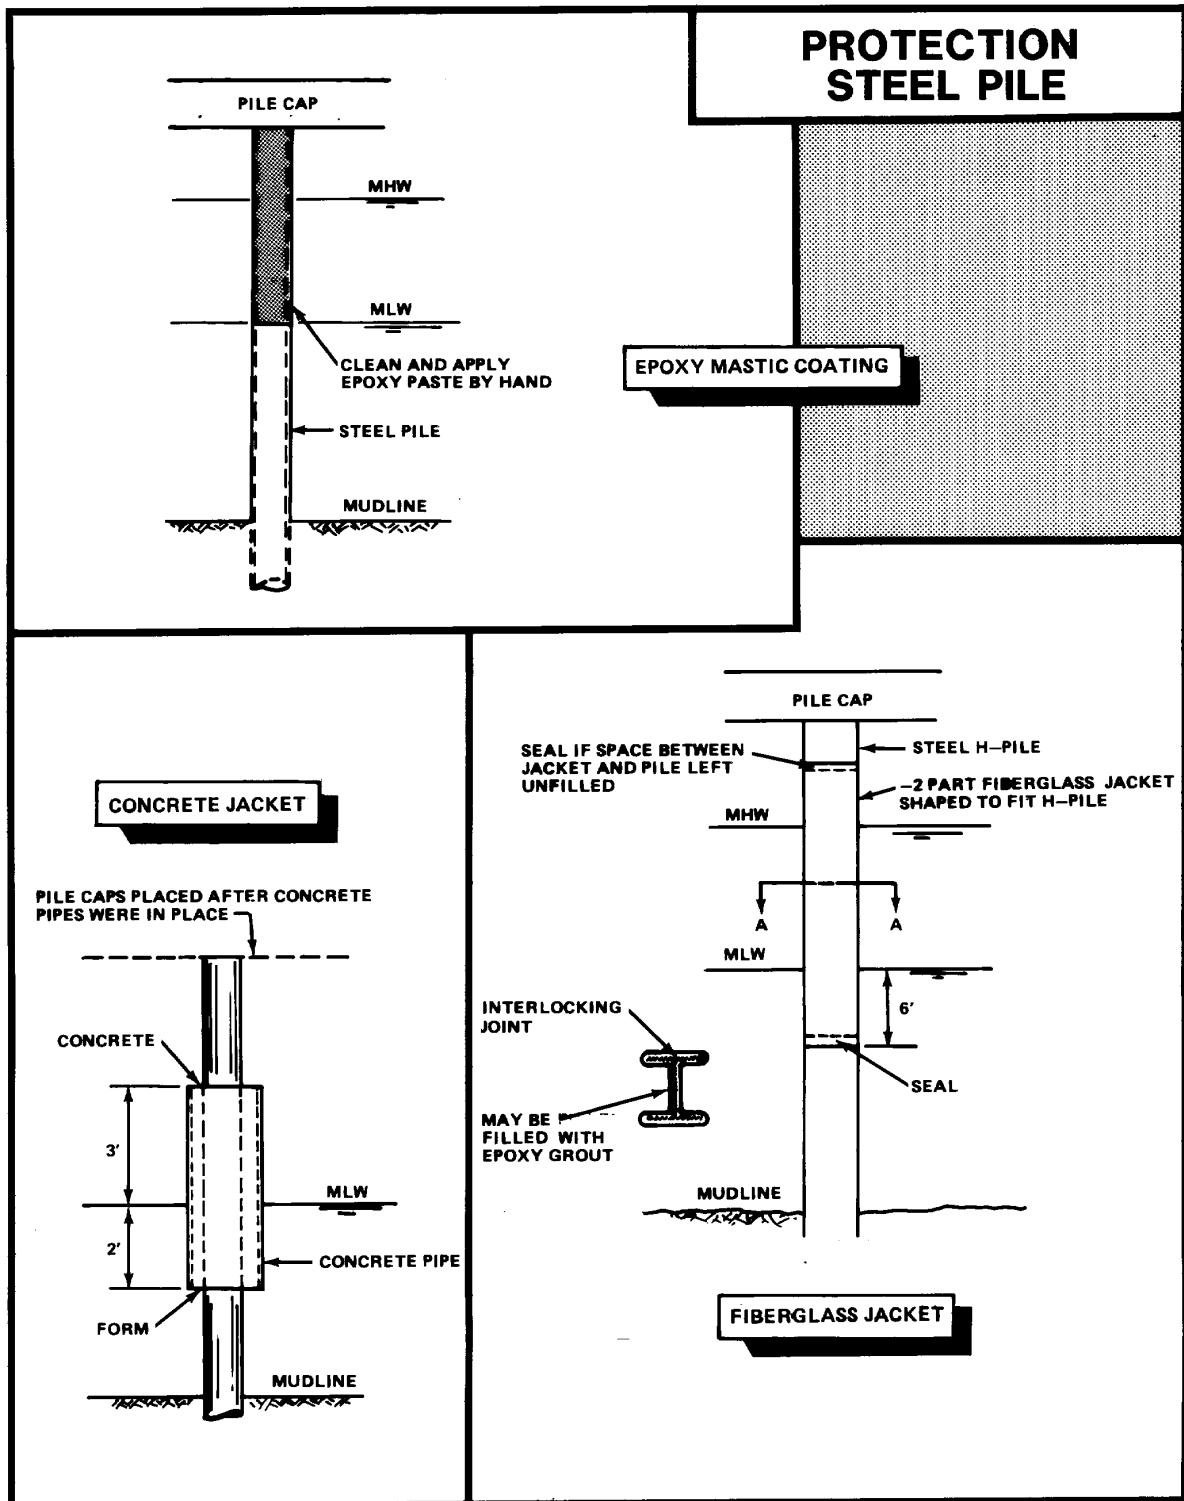 PROTECTION
STEEL PILE
PILE CAP
MHW
MLW
CLEAN AND APPLY
EPOXY PASTE BY HAND
STEEL PILE
MUDLINE
EPOXY MASTIC COATING
CONCRETE JACKET
PILE CAPS PLACED AFTER CONCRETE
PIPES WERE IN PLACE
CONCRETE
3'
MLW
2'
CONCRETE PIPE
FORM
MUDLINE
PILE CAP
SEAL IF SPACE BETWEEN
JACKET AND PILE LEFT
UNFILLED
STEEL H-PILE
-2 PART FIBERGLASS JACKET
SHAPED TO FIT H-PILE
MHW
A
A
MLW
6'
INTERLOCKING
JOINT
SEAL
MAY BE
FILLED WITH
EPOXY GROUT
MUDLINE
FIBERGLASS JACKET